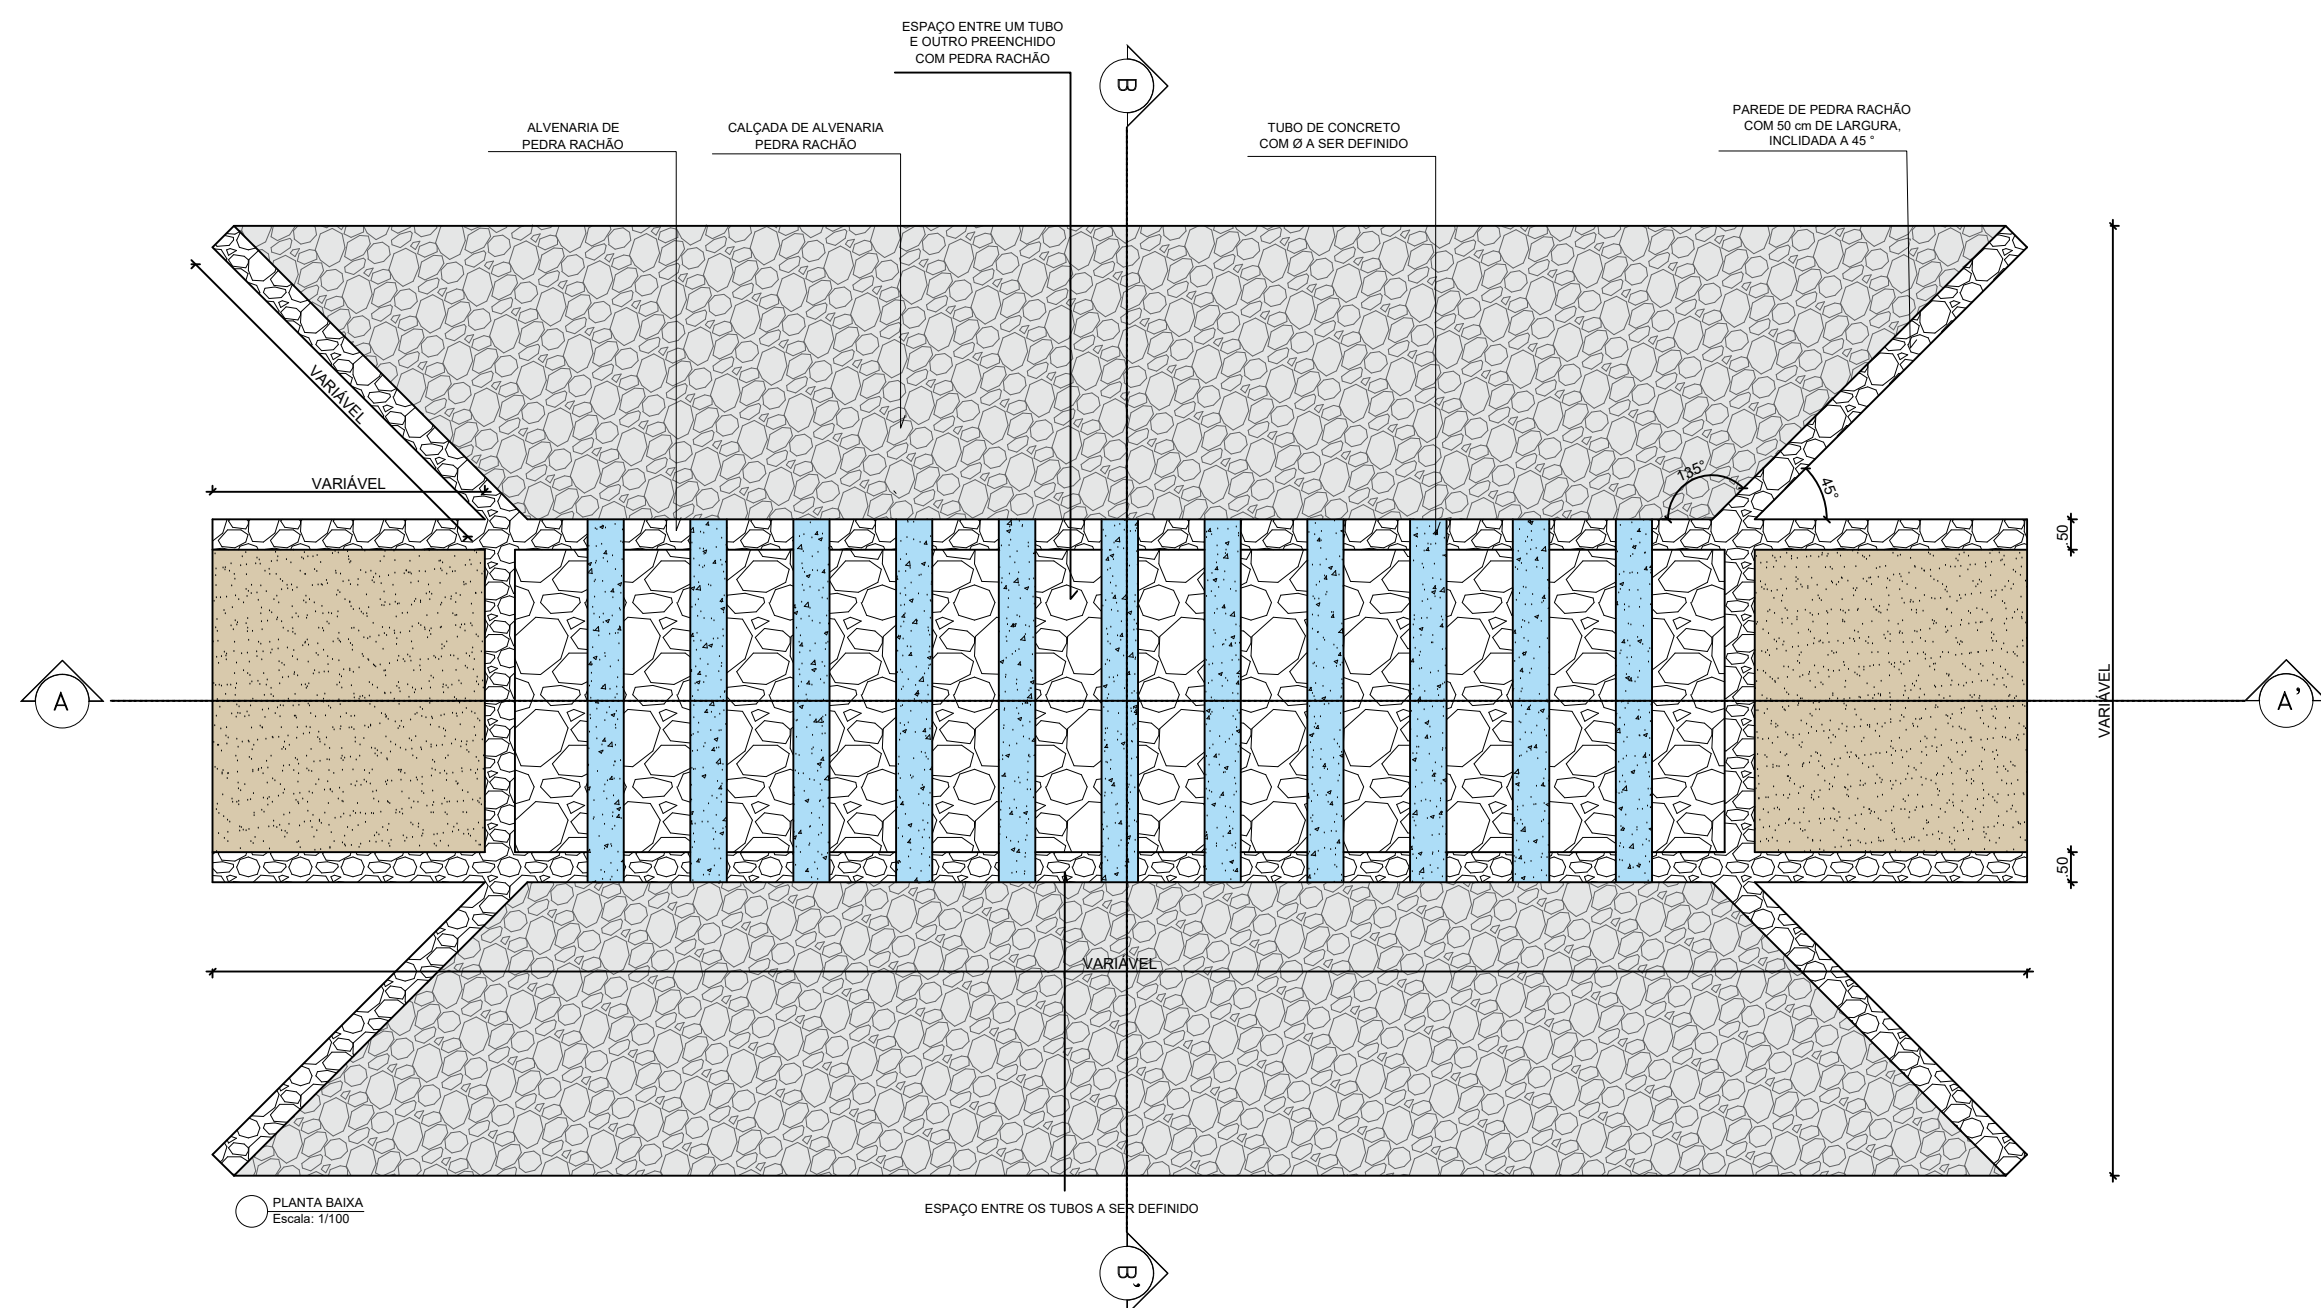 ESPAÇO ENTRE UM TUBO
E OUTRO PREENCHIDO
COM PEDRA RACHÃO
B
ALVENARIA DE
PEDRA RACHÃO
CALÇADA DE ALVENARIA
PEDRA RACHÃO
TUBO DE CONCRETO
COM Ø A SER DEFINIDO
PAREDE DE PEDRA RACHÃO
COM 50 cm DE LARGURA,
INCLIDADA A 45 °
VARIÁVEL
VARIÁVEL
135°
45°
.50
A
VARIÁVEL
A'
.50
VARIÁVEL
PLANTA BAIXA
Escala: 1/100
ESPAÇO ENTRE OS TUBOS A SER DEFINIDO
B'